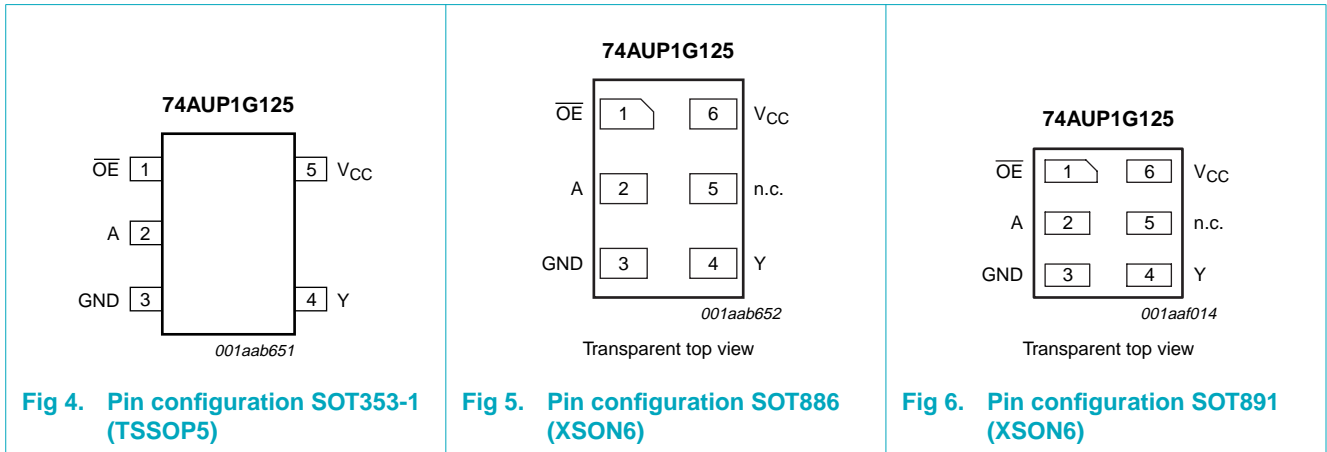 74AUP1G125
OE 1 5 VCC
A 2
GND 3 4 Y
001aab651
Fig 4. Pin configuration SOT353-1
(TSSOP5)
74AUP1G125
OE 1 6 VCC
A 2 5 n.c.
GND 3 4 Y
001aab652
Transparent top view
Fig 5. Pin configuration SOT886
(XSON6)
74AUP1G125
OE 1 6 VCC
A 2 5 n.c.
GND 3 4 Y
001aaf014
Transparent top view
Fig 6. Pin configuration SOT891
(XSON6)